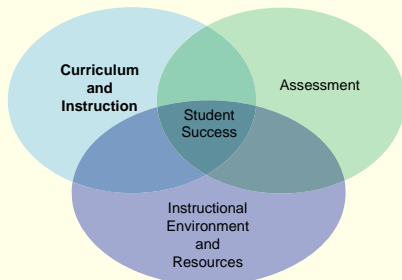 Curriculum
and
Instruction
Assessment
Student
Success
Instructional
Environment
and
Resources